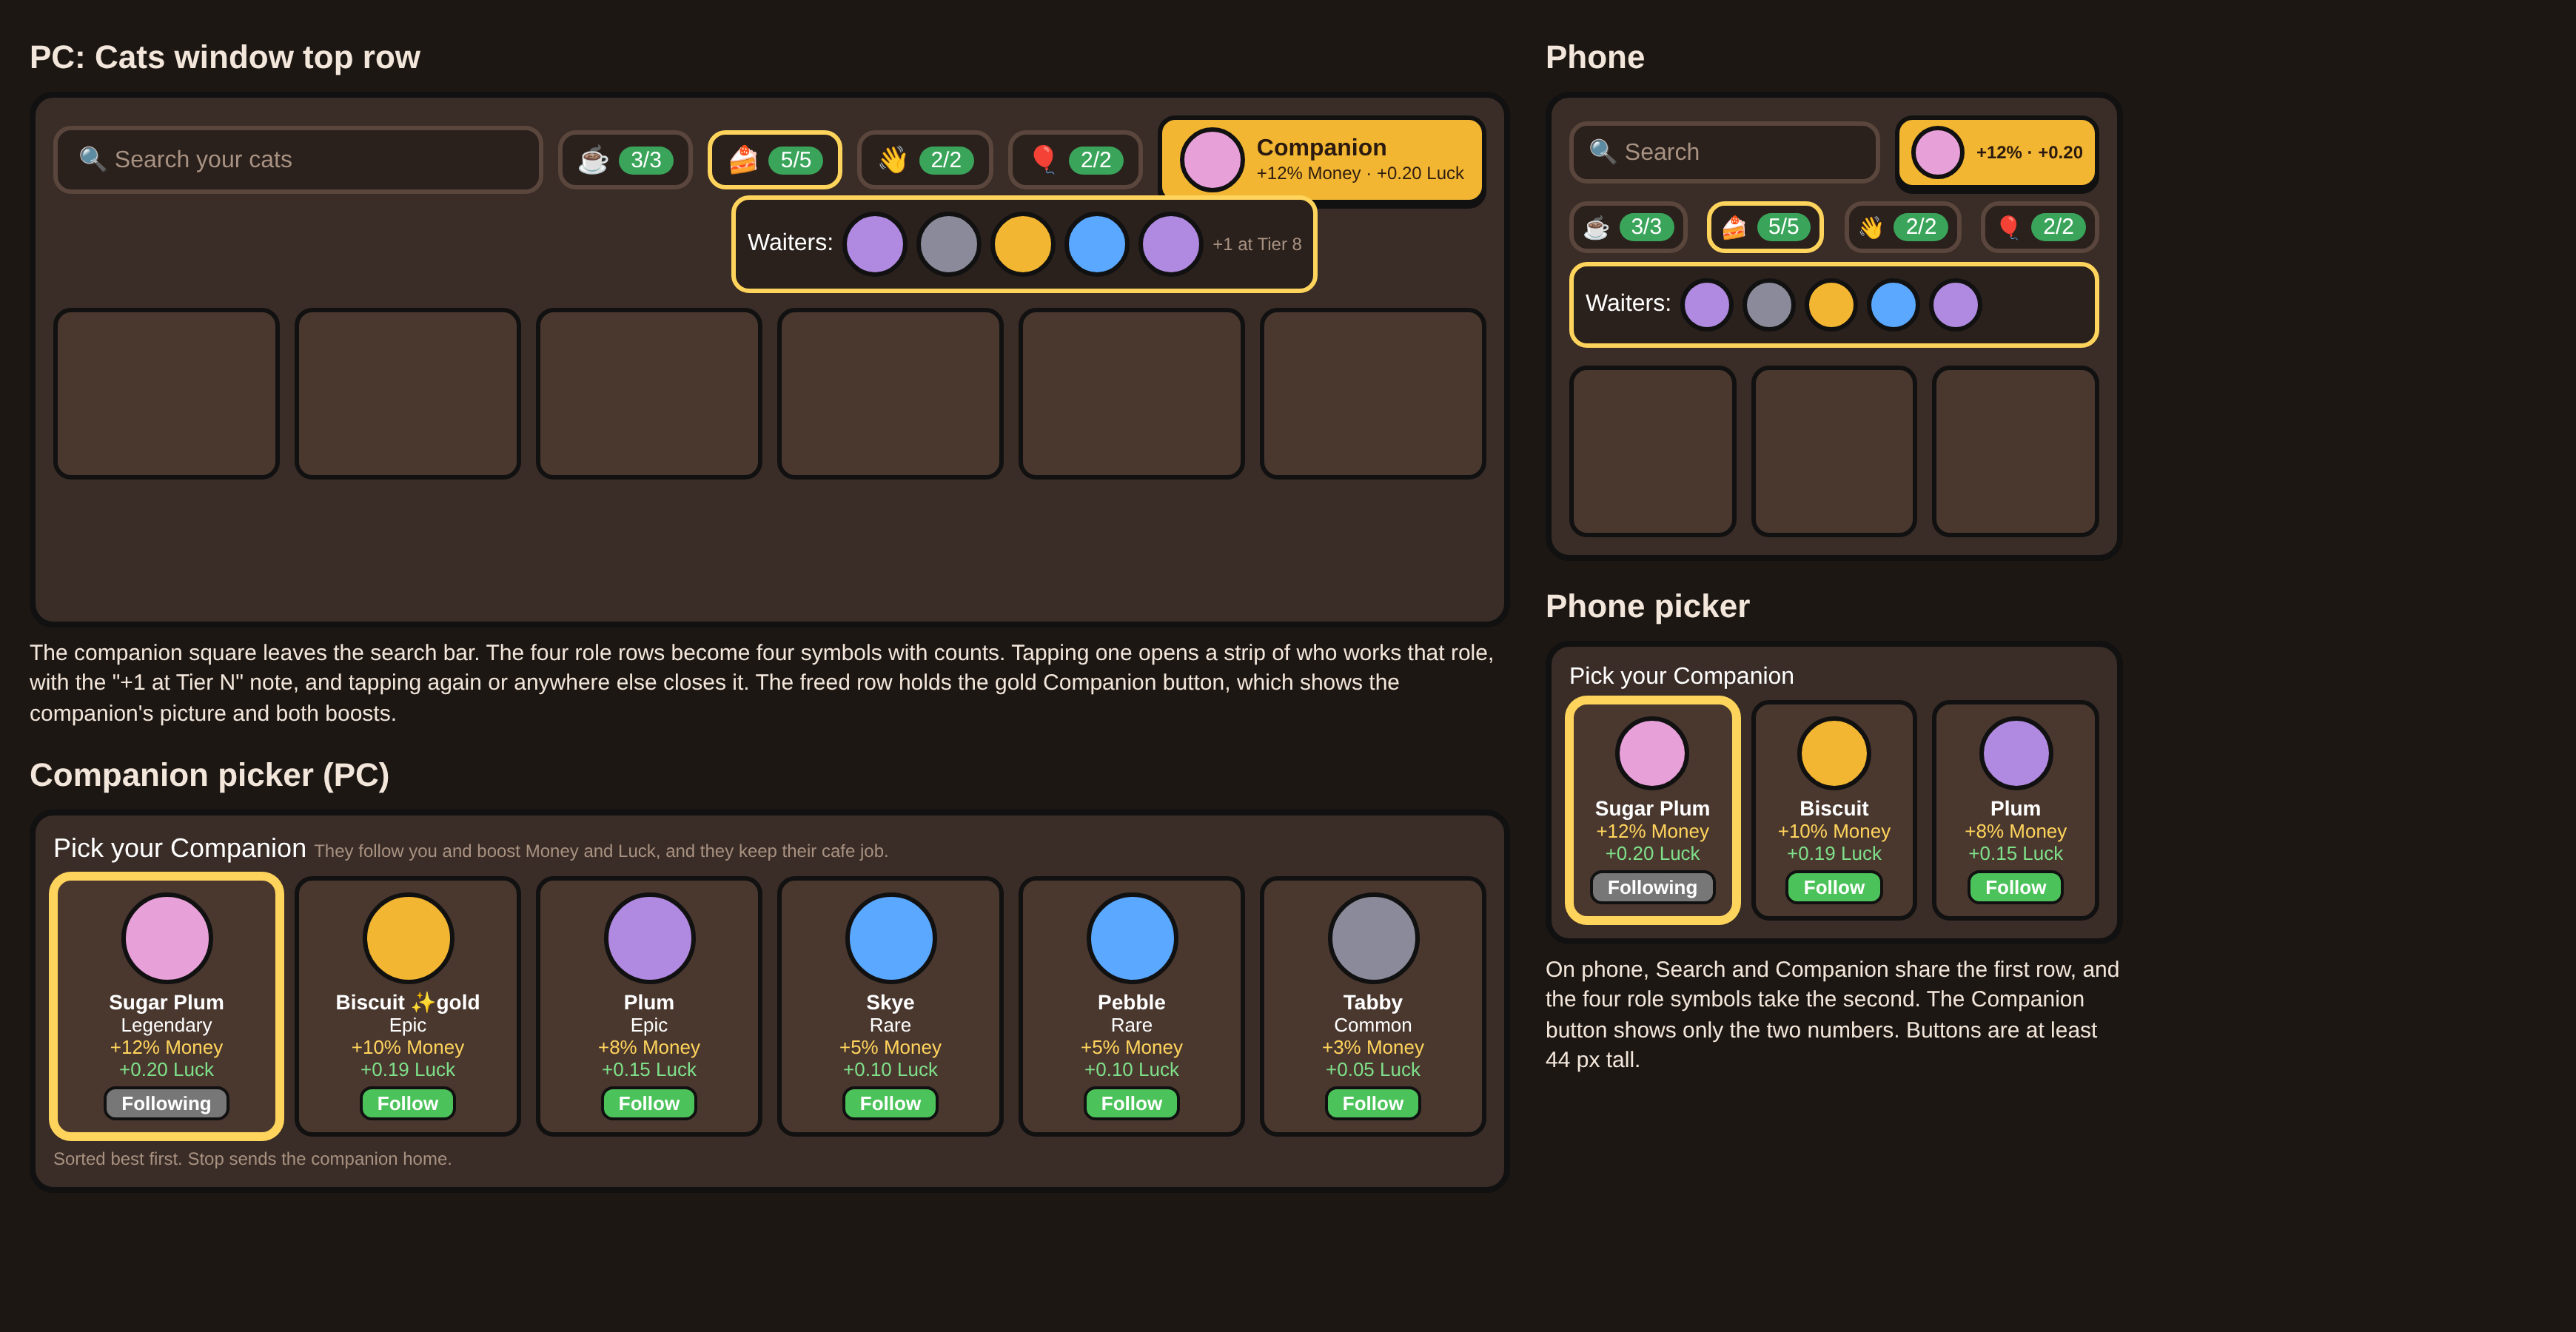 PC: Cats window top row
🔍 Search your cats
☕ 3/3
🍰 5/5
👋 2/2
🎈 2/2
Companion
+12% Money · +0.20 Luck
Waiters:
+1 at Tier 8
The companion square leaves the search bar. The four role rows become four symbols with counts. Tapping one opens a strip of who works that role,
with the "+1 at Tier N" note, and tapping again or anywhere else closes it. The freed row holds the gold Companion button, which shows the
companion's picture and both boosts.
Companion picker (PC)
Pick your Companion They follow you and boost Money and Luck, and they keep their cafe job.
Sugar Plum
Legendary
+12% Money
+0.20 Luck
Following
Biscuit ✨gold
Epic
+10% Money
+0.19 Luck
Follow
Plum
Epic
+8% Money
+0.15 Luck
Follow
Skye
Rare
+5% Money
+0.10 Luck
Follow
Pebble
Rare
+5% Money
+0.10 Luck
Follow
Tabby
Common
+3% Money
+0.05 Luck
Follow
Sorted best first. Stop sends the companion home.
Phone
🔍 Search
+12% · +0.20
☕ 3/3
🍰 5/5
👋 2/2
🎈 2/2
Waiters:
Phone picker
Pick your Companion
Sugar Plum
+12% Money
+0.20 Luck
Following
Biscuit
+10% Money
+0.19 Luck
Follow
Plum
+8% Money
+0.15 Luck
Follow
On phone, Search and Companion share the first row, and
the four role symbols take the second. The Companion
button shows only the two numbers. Buttons are at least
44 px tall.